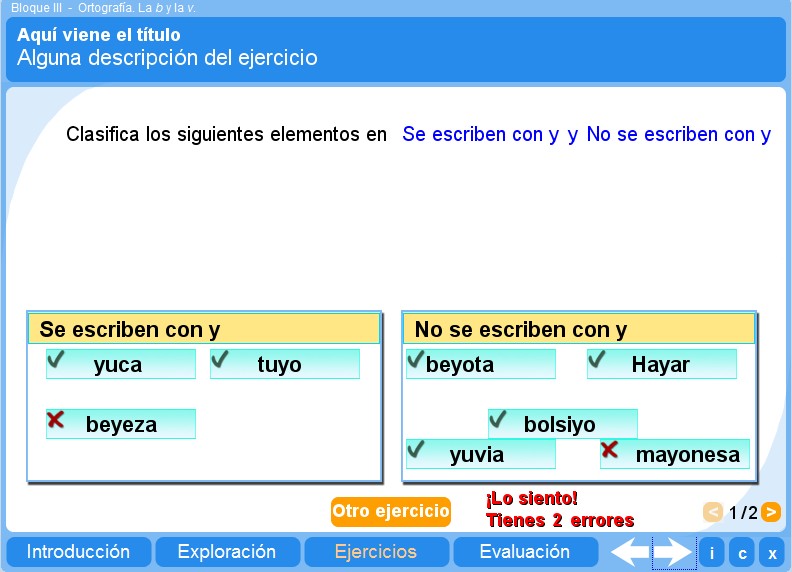 Bloque III - Ortografía. La b y la v.
Aquí viene el título
Alguna descripción del ejercicio
Clasifica los siguientes elementos en Se escriben con y y No se escriben con y
Se escriben con y
yuca tuyo
beyeza
No se escriben con y
beyota Hayar
bolsiyo
yuvia mayonesa
Otro ejercicio
¡Lo siento!
Tienes 2 errores
< 1/2 >
Introducción Exploración Ejercicios Evaluación i c x